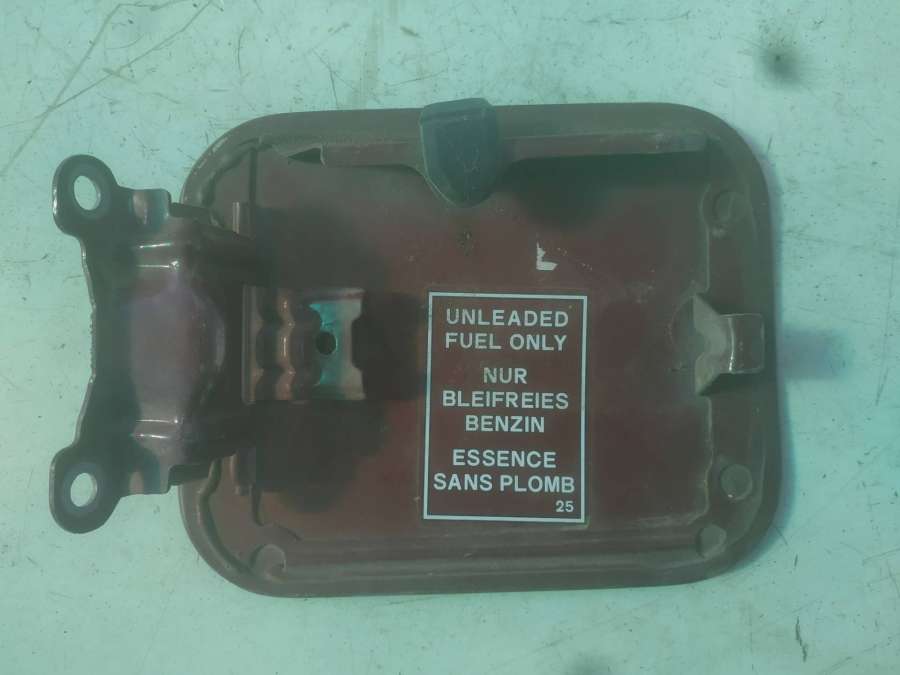 UNLEADED
FUEL ONLY
NUR
BLEIFREIES
BENZIN
ESSENCE
SANS PLOMB
25